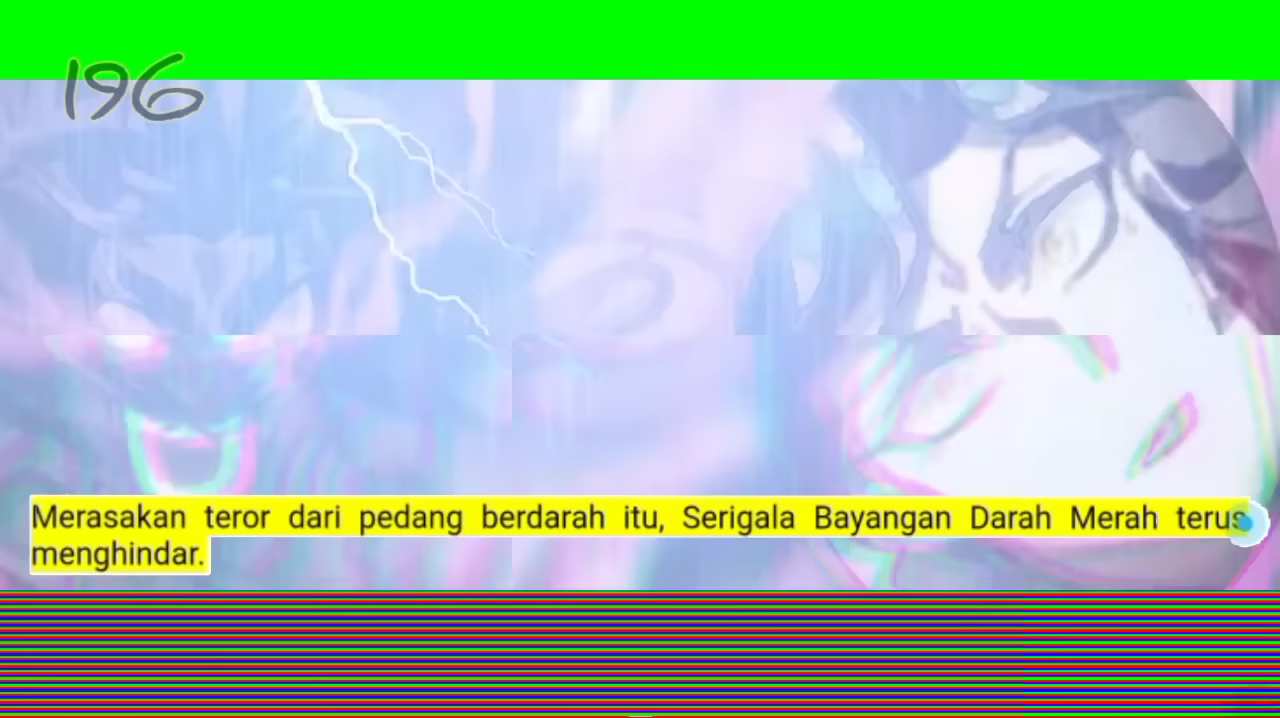 196
Merasakan teror dari pedang berdarah itu, Serigala Bayangan Darah Merah terus
menghindar.